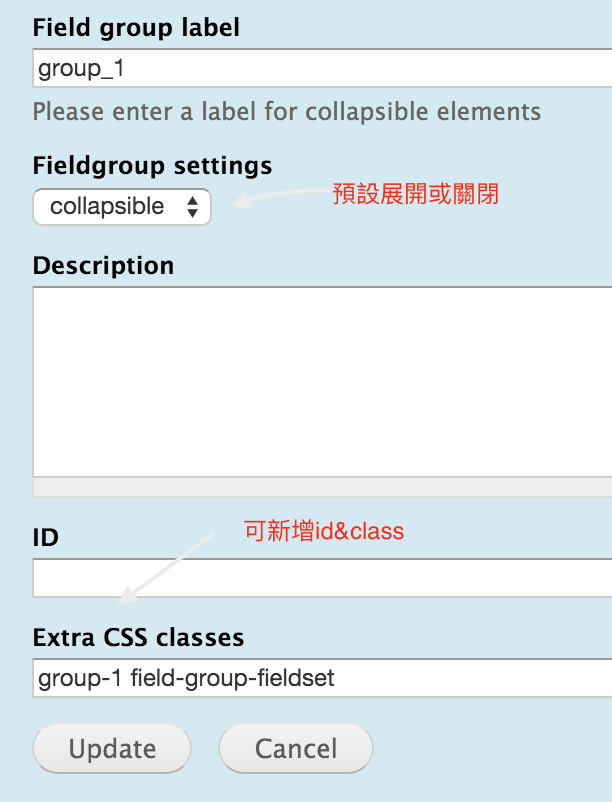 Field group label
group_1
Please enter a label for collapsible elements
Fieldgroup settings
collapsible
預設展開或關閉
Description
ID
可新增id&class
Extra CSS classes
group-1 field-group-fieldset
Update
Cancel